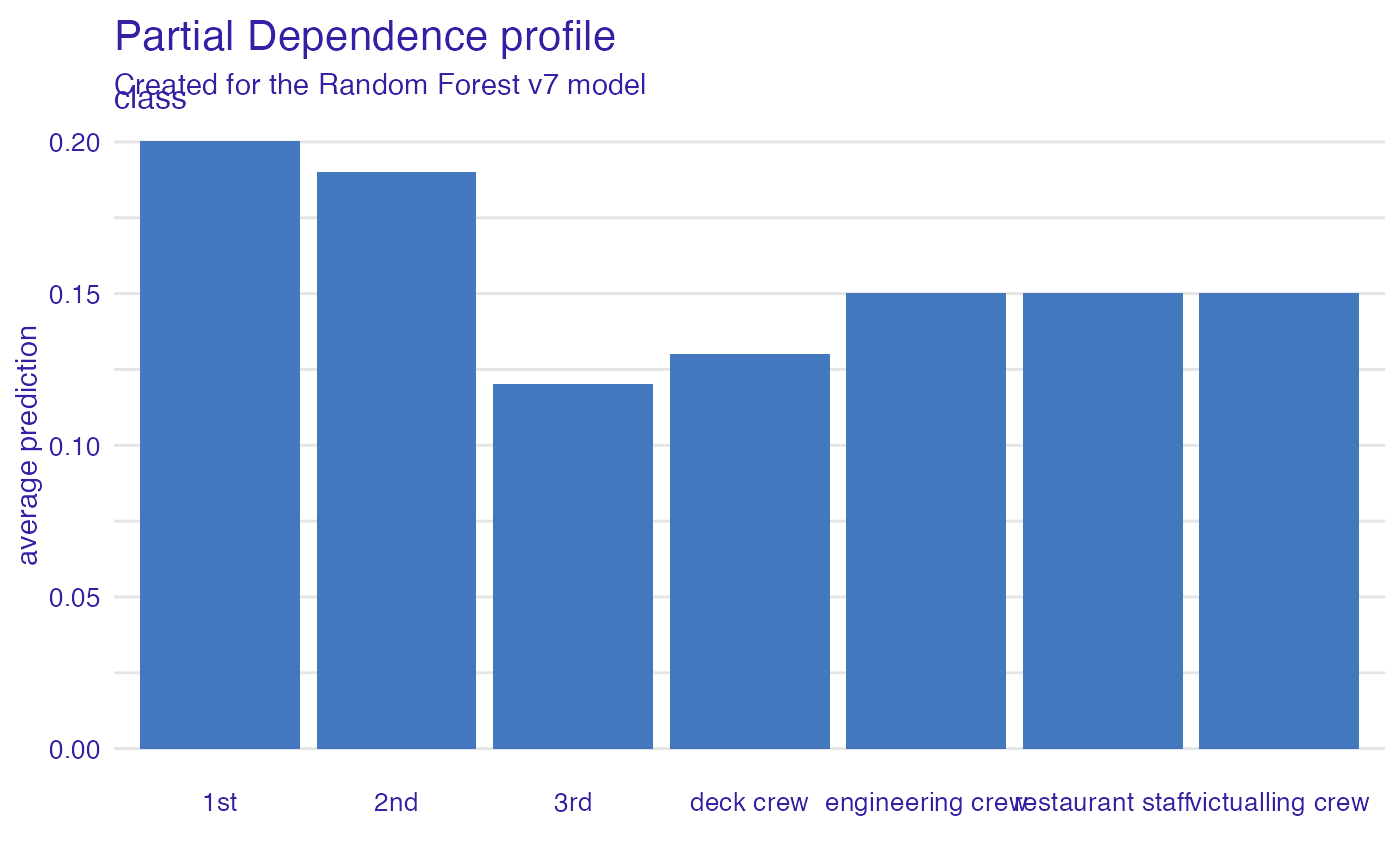 Partial Dependence profile
Created for the Random Forest v7 model
class
average prediction
0.20
0.15
0.10
0.05
0.00
1st 2nd 3rd deck crew engineering crew restaurant staff victualling crew